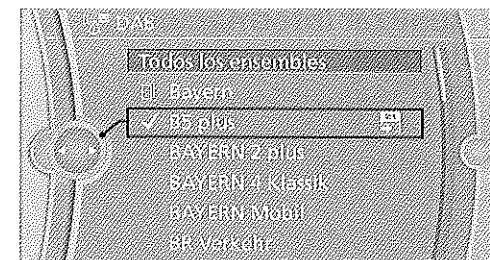 DAB
Todos los ensembles
Bayern
B5 plus
BAYERN 2 plus
BAYERN 4 Klassik
BAYERN Mobil
BR Verkehr